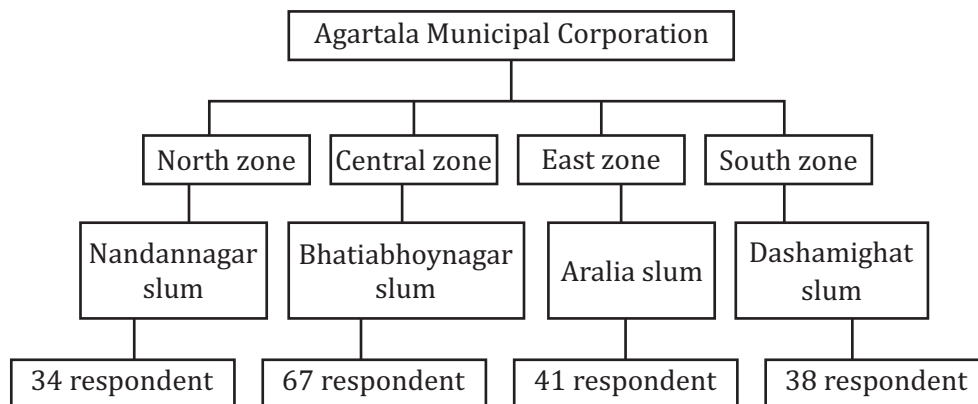 Agartala Municipal Corporation
North zone
Central zone
East zone
South zone
Nandannagar
slum
Bhatiabhoynagar
slum
Aralia slum
Dashamighat
slum
34 respondent
67 respondent
41 respondent
38 respondent